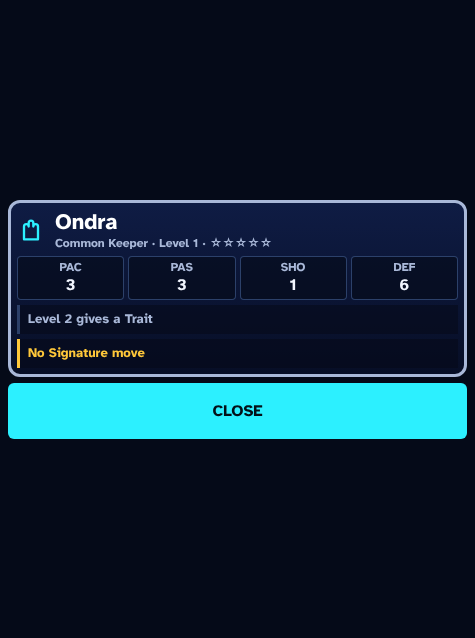 Ondra
Common Keeper · Level 1 · ☆☆☆☆☆
PAC PAS SHO DEF
3 3 1 6
Level 2 gives a Trait
No Signature move
CLOSE